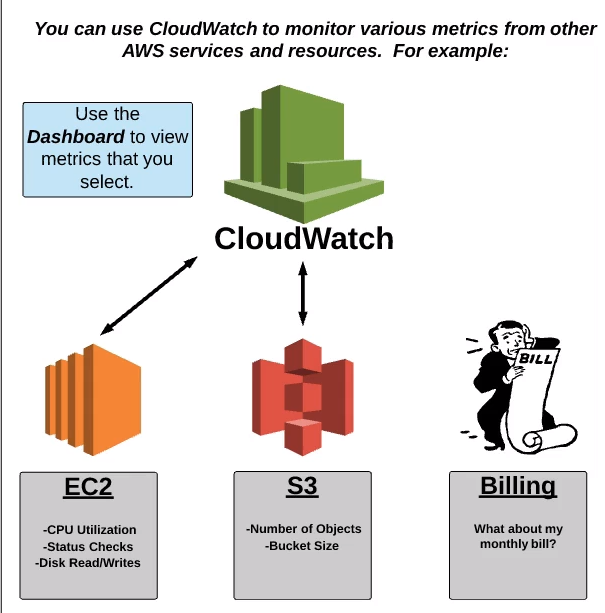 You can use CloudWatch to monitor various metrics from other
AWS services and resources.  For example:
Use the
Dashboard to view
metrics that you
select.
CloudWatch
BILL
EC2
-CPU Utilization
-Status Checks
-Disk Read/Writes
S3
-Number of Objects
-Bucket Size
Billing
What about my
monthly bill?